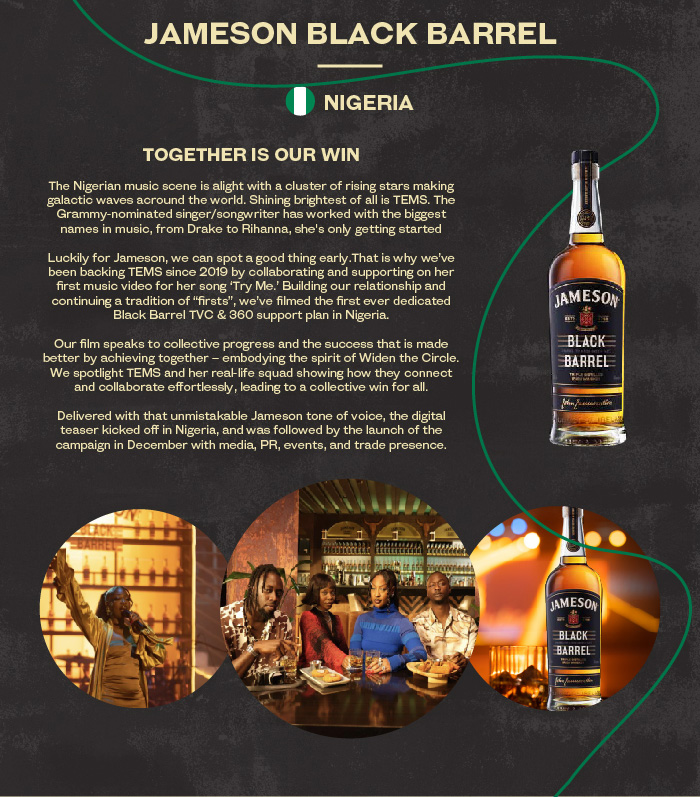 JAMESON BLACK BARREL
NIGERIA
TOGETHER IS OUR WIN
The Nigerian music scene is alight with a cluster of rising stars making
galactic waves acround the world. Shining brightest of all is TEMS. The
Grammy-nominated singer/songwriter has worked with the biggest
names in music, from Drake to Rihanna, she's only getting started
Luckily for Jameson, we can spot a good thing early.That is why we've
been backing TEMS since 2019 by collaborating and supporting on her
first music video for her song ‘Try Me.’ Building our relationship and
continuing a tradition of “firsts”, we've filmed the first ever dedicated
Black Barrel TVC & 360 support plan in Nigeria.
Our film speaks to collective progress and the success that is made
better by achieving together – embodying the spirit of Widen the Circle.
We spotlight TEMS and her real-life squad showing how they connect
and collaborate effortlessly, leading to a collective win for all.
Delivered with that unmistakable Jameson tone of voice, the digital
teaser kicked off in Nigeria, and was followed by the launch of the
campaign in December with media, PR, events, and trade presence.
JAMESON
BLACK
BARREL
TRIPLE DISTILLED
IRISH WHISKEY
John Jameson
BLACK
BARREL
JAMESON
BLACK
BARREL